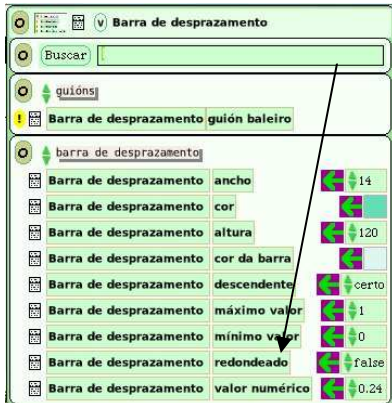 Barra de desprazamento
Buscar
guións
! Barra de desprazamento guión baleiro
barra de desprazamento
Barra de desprazamento ancho 14
Barra de desprazamento cor
Barra de desprazamento altura 120
Barra de desprazamento cor da barra
Barra de desprazamento descendente certo
Barra de desprazamento máximo valor 1
Barra de desprazamento mínimo valor 0
Barra de desprazamento redondeado false
Barra de desprazamento valor numérico 0.24